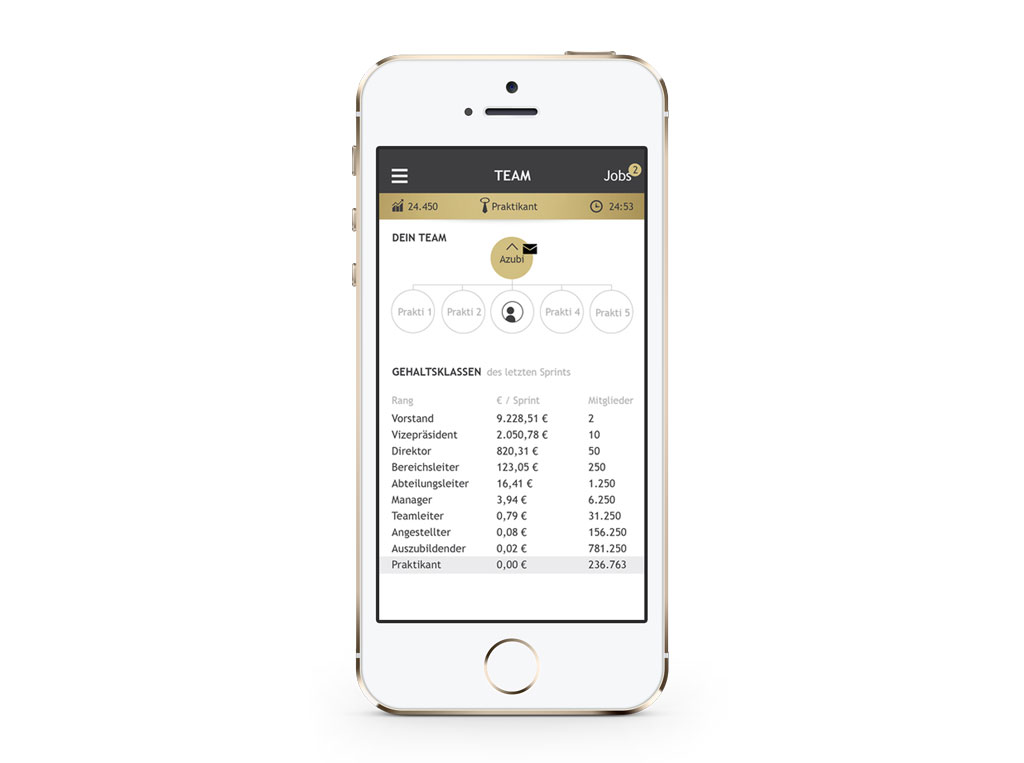 TEAM Jobs 2
24.450 Praktikant 24:53
DEIN TEAM
Azubi
Prakti 1 Prakti 2 Prakti 4 Prakti 5
GEHALTSKLASSEN des letzten Sprints
Rang € / Sprint Mitglieder
Vorstand 9.228,51 € 2
Vizepräsident 2.050,78 € 10
Direktor 820,31 € 50
Bereichsleiter 123,05 € 250
Abteilungsleiter 16,41 € 1.250
Manager 3,94 € 6.250
Teamleiter 0,79 € 31.250
Angestellter 0,08 € 156.250
Auszubildender 0,02 € 781.250
Praktikant 0,00 € 236.763